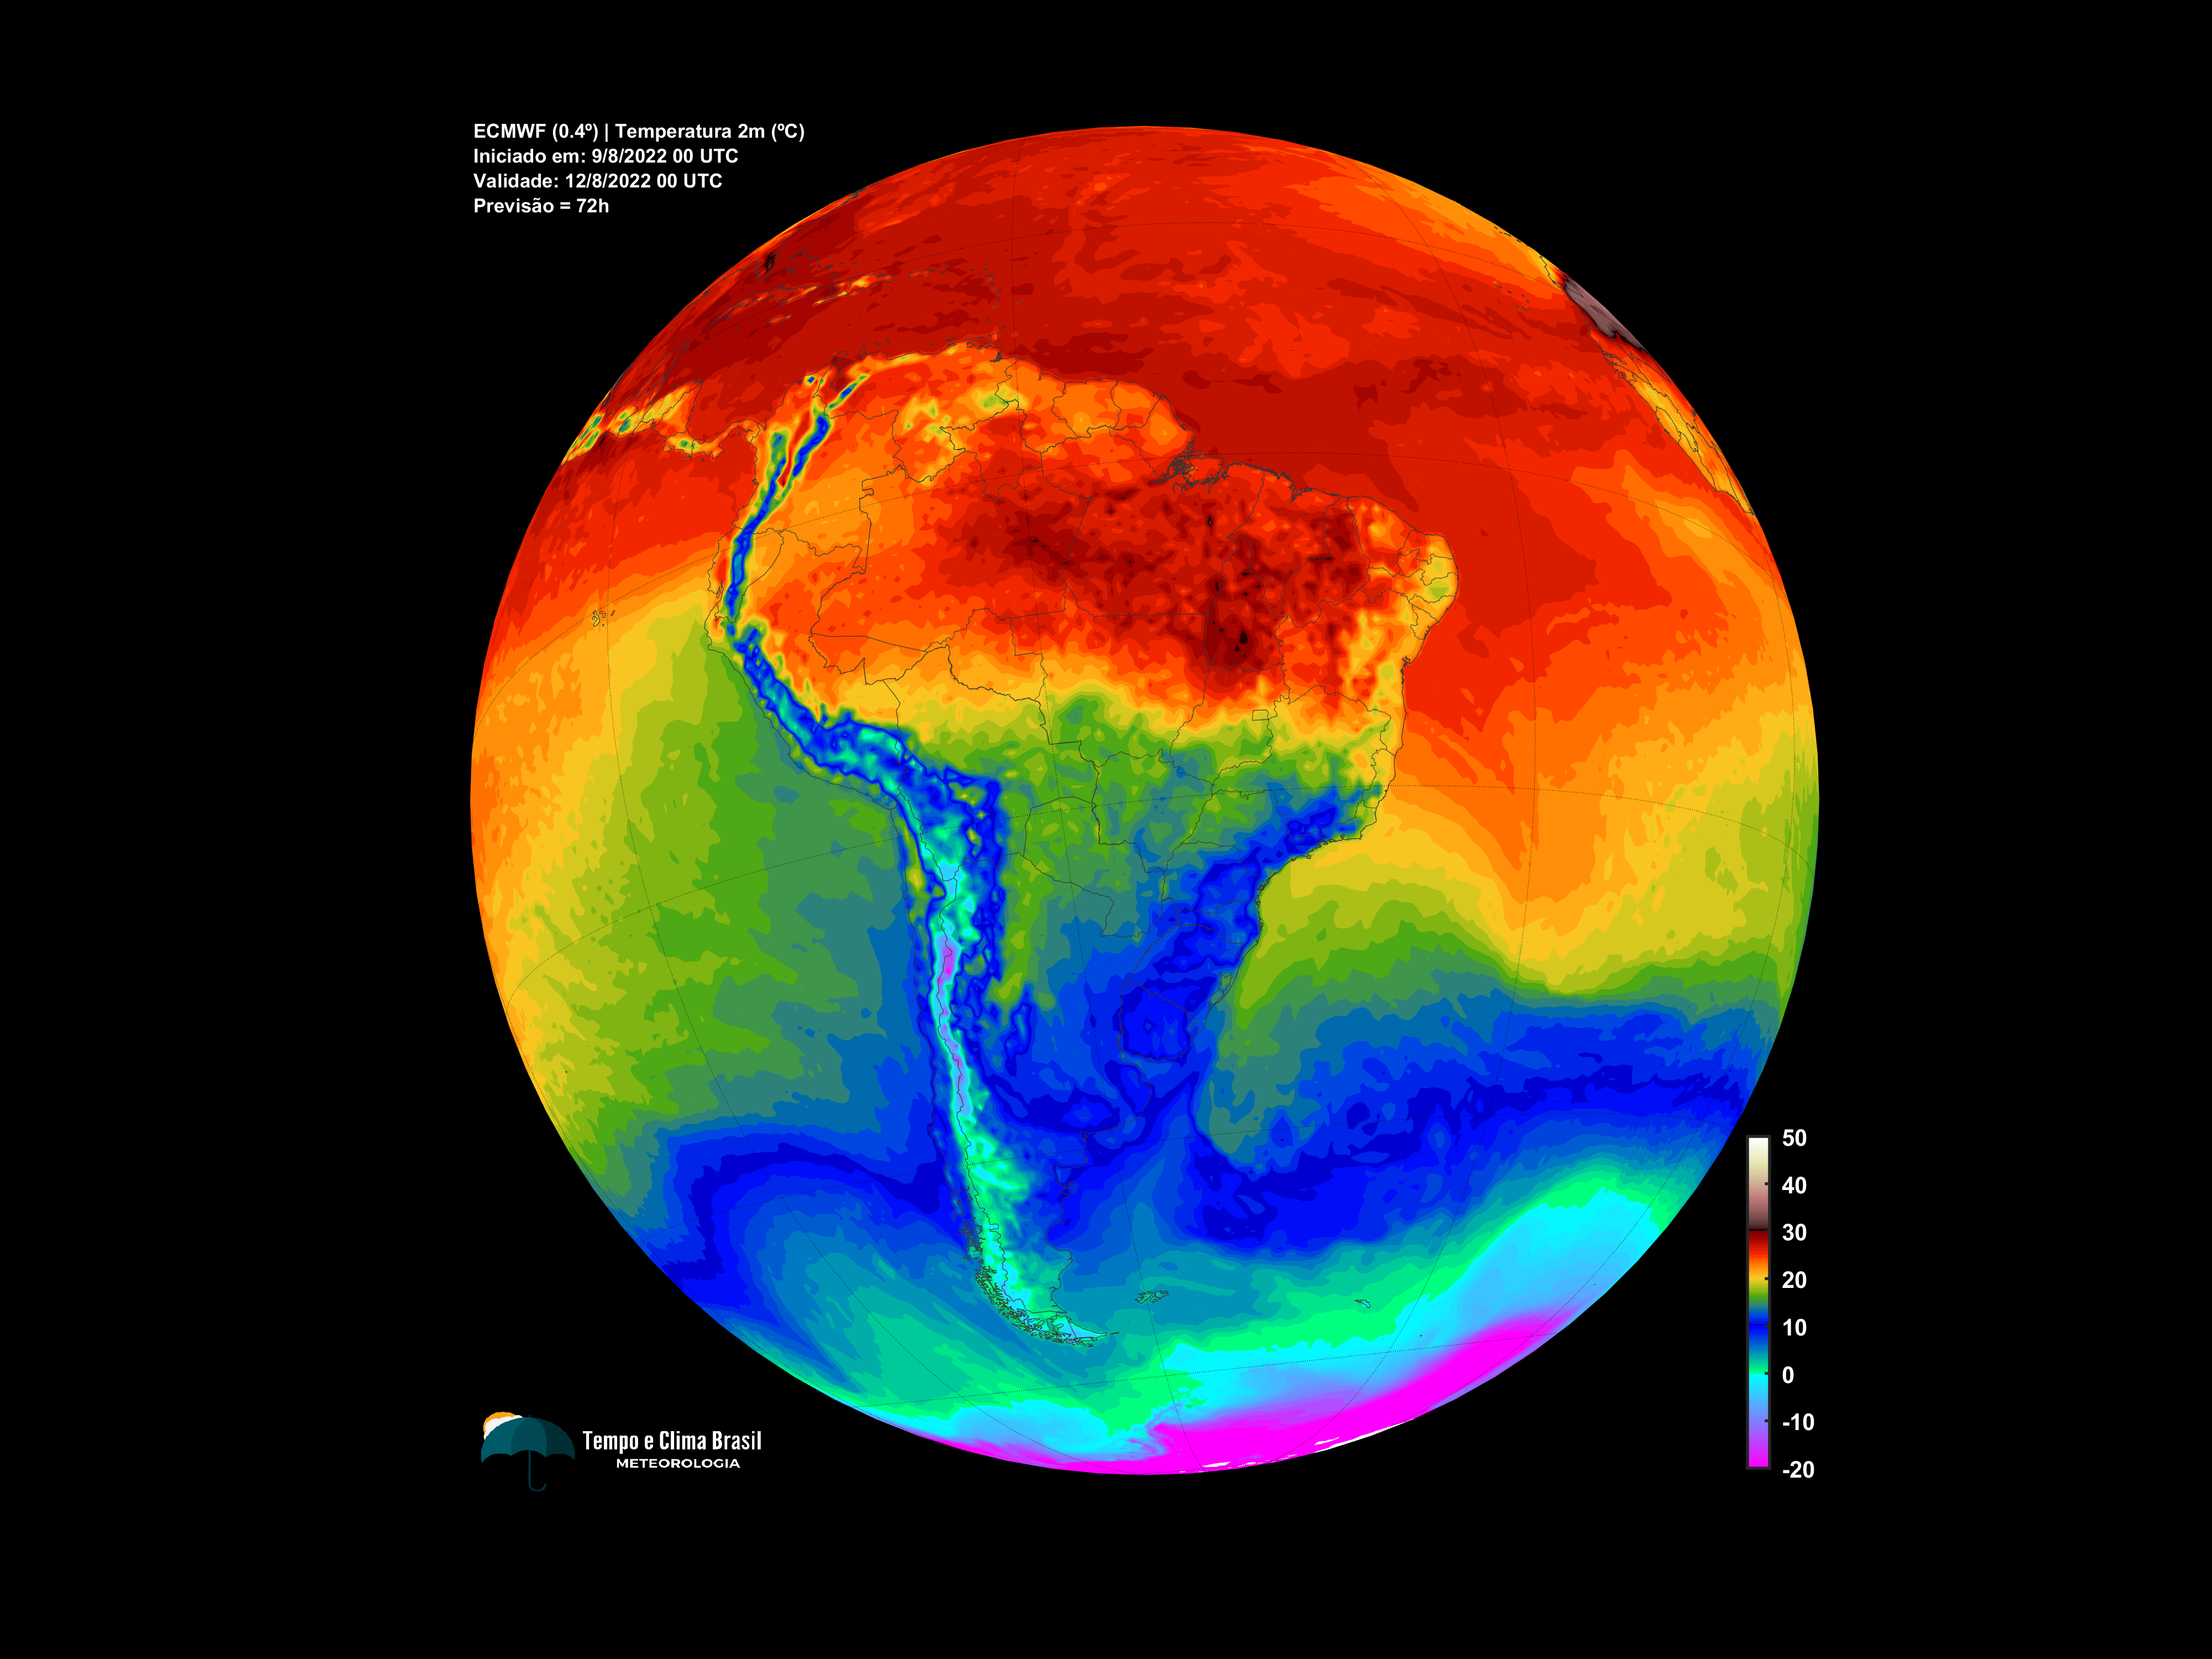 ECMWF (0.4º) | Temperatura 2m (ºC)
Iniciado em: 9/8/2022 00 UTC
Validade: 12/8/2022 00 UTC
Previsão = 72h
50
40
30
20
10
0
-10
-20
Tempo e Clima Brasil
METEOROLOGIA